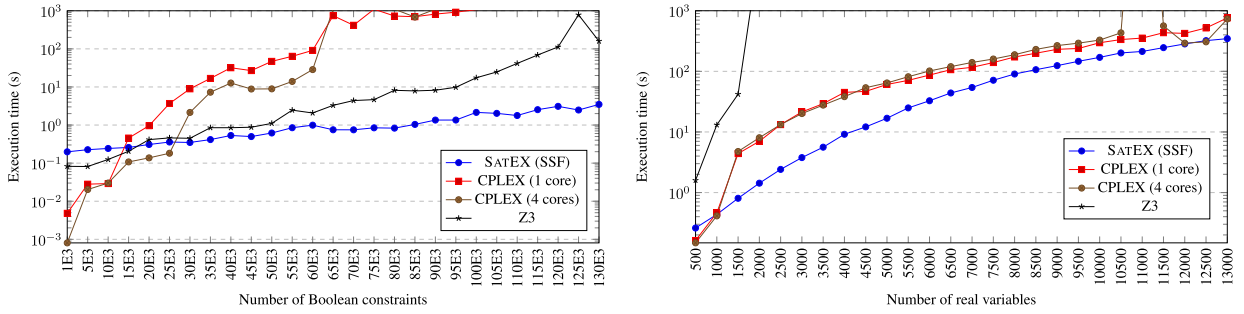 10³
10²
10¹
10⁰
10⁻¹
10⁻²
10⁻³
Execution time (s)
SATEX (SSF)
CPLEX (1 core)
CPLEX (4 cores)
Z3
1E3 5E3 10E3 15E3 20E3 25E3 30E3 35E3 40E3 45E3 50E3 55E3 60E3 65E3 70E3 75E3 80E3 85E3 90E3 95E3 100E3 105E3 110E3 115E3 120E3 125E3 130E3
Number of Boolean constraints
10³
10²
10¹
10⁰
Execution time (s)
SATEX (SSF)
CPLEX (1 core)
CPLEX (4 cores)
Z3
500 1000 1500 2000 2500 3000 3500 4000 4500 5000 5500 6000 6500 7000 7500 8000 8500 9000 9500 10000 10500 11000 11500 12000 12500 13000
Number of real variables